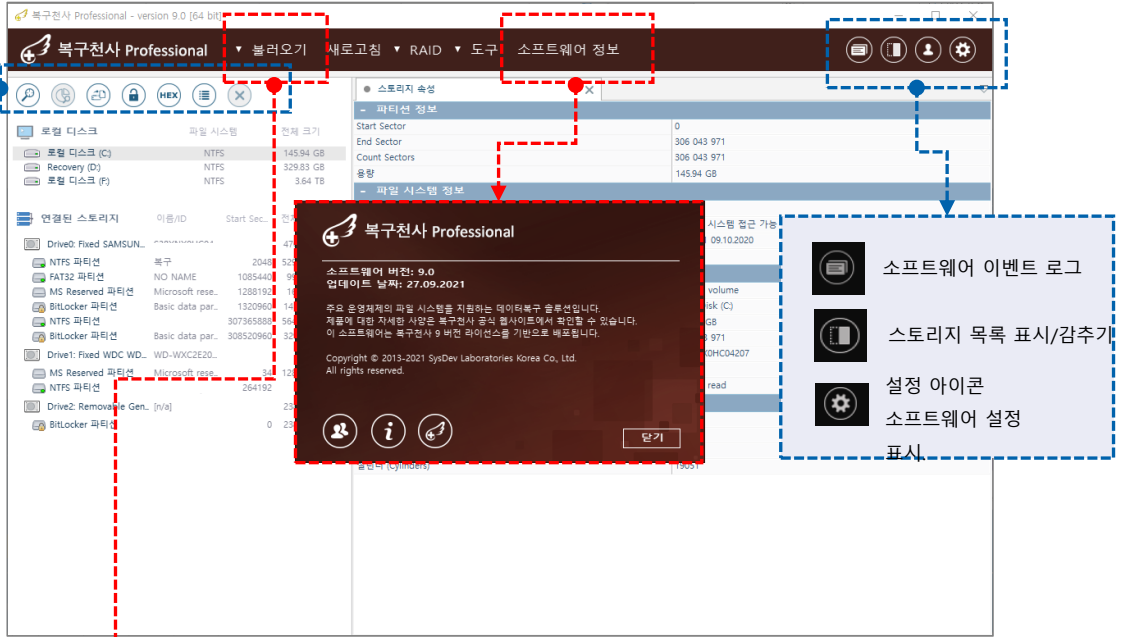 복구천사 Professional - version 9.0 [64 bit]
복구천사 Professional
▼ 불러오기
새로고침
▼ RAID
▼ 도구
소프트웨어 정보
HEX
로컬 디스크 파일 시스템 전체 크기
로컬 디스크 (C:) NTFS 145.94 GB
Recovery (D:) NTFS 329.83 GB
로컬 디스크 (F:) NTFS 3.64 TB
연결된 스토리지 이름/ID Start Sec...
Drive0: Fixed SAMSUN...
NTFS 파티션 복구 2048
FAT32 파티션 NO NAME 1085440
MS Reserved 파티션 Microsoft rese.. 1288192
BitLocker 파티션 Basic data par.. 1320960
NTFS 파티션 307365888
BitLocker 파티션 Basic data par.. 308520960
Drive1: Fixed WDC WD... WD-WXC2E20...
MS Reserved 파티션 Microsoft rese.. 34
NTFS 파티션 264192
Drive2: Removable Gen.. [n/a]
BitLocker 파티션 0
스토리지 속성
- 파티션 정보
Start Sector 0
End Sector 306 043 971
Count Sectors 306 043 971
용량 145.94 GB
- 파일 시스템 정보
시스템 접근 가능
09.10.2020
volume
(C:)
GB
971
0HC04207
read
실린더 (Cylinders) 19051
복구천사 Professional
소프트웨어 버전: 9.0
업데이트 날짜: 27.09.2021
주요 운영체제의 파일 시스템을 지원하는 데이터복구 솔루션입니다.
제품에 대한 자세한 사양은 복구천사 공식 웹사이트에서 확인할 수 있습니다.
이 소프트웨어는 복구천사 9 버전 라이선스를 기반으로 배포됩니다.
Copyright © 2013-2021 SysDev Laboratories Korea Co., Ltd.
All rights reserved.
닫기
소프트웨어 이벤트 로그
스토리지 목록 표시/감추기
설정 아이콘
소프트웨어 설정
표시.